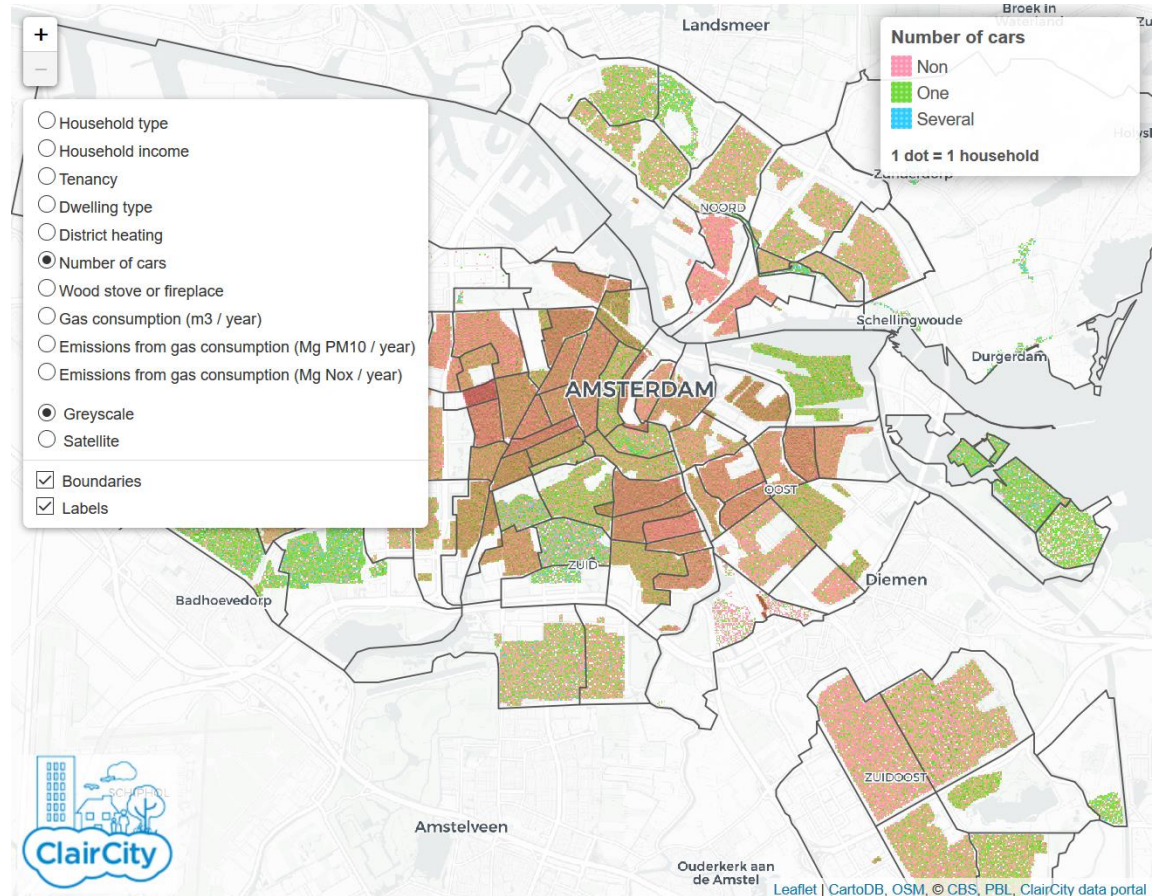 +
−
Household type
Household income
Tenancy
Dwelling type
District heating
Number of cars
Wood stove or fireplace
Gas consumption (m3 / year)
Emissions from gas consumption (Mg PM10 / year)
Emissions from gas consumption (Mg Nox / year)
Greyscale
Satellite
Boundaries
Labels
Landsmeer
Broek in
Waterland
Number of cars
Non
One
Several
1 dot = 1 household
Zunderdorp
NOORD
Schellingwoude
Durgerdam
AMSTERDAM
OOST
ZUID
Diemen
Badhoevedorp
ZUIDOOST
SCHIPHOL
ClairCity
Amstelveen
Ouderkerk aan
de Amstel
Leaflet | CartoDB, OSM, © CBS, PBL, ClairCity data portal